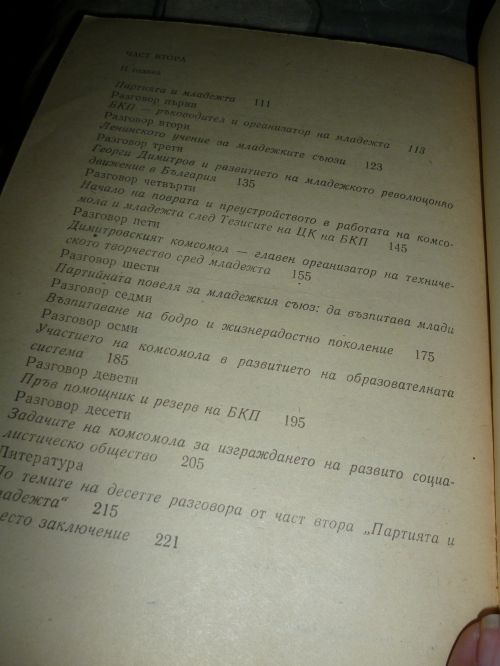 ЧАСТ ВТОРА
II година
Партията и младежта 111
Разговор първи
БКП — ръководител и организатор на младежта 113
Разговор втори
Ленинското учение за младежките съюзи 123
Разговор трети
Георги Димитров и развитието на младежкото революционно
движение в България 135
Разговор четвърти
Начало на поврата и преустройството в работата на комсо-
мола и младежта след Тезисите на ЦК на БКП 145
Разговор пети
Димитровският комсомол — главен организатор на техниче-
ското творчество сред младежта 155
Разговор шести
Партийната повеля за младежкия съюз: да възпитава млади
Разговор седми
Възпитаване на бодро и жизнерадостно поколение 175
Разговор осми
Участието на комсомола в развитието на образователната
система 185
Разговор девети
Пръв помощник и резерв на БКП 195
Разговор десети
Задачите на комсомола за изграждането на развито социа-
листическо общество 205
Литература
По темите на десетте разговора от част втора „Партията и
младежта“ 215
место заключение 221